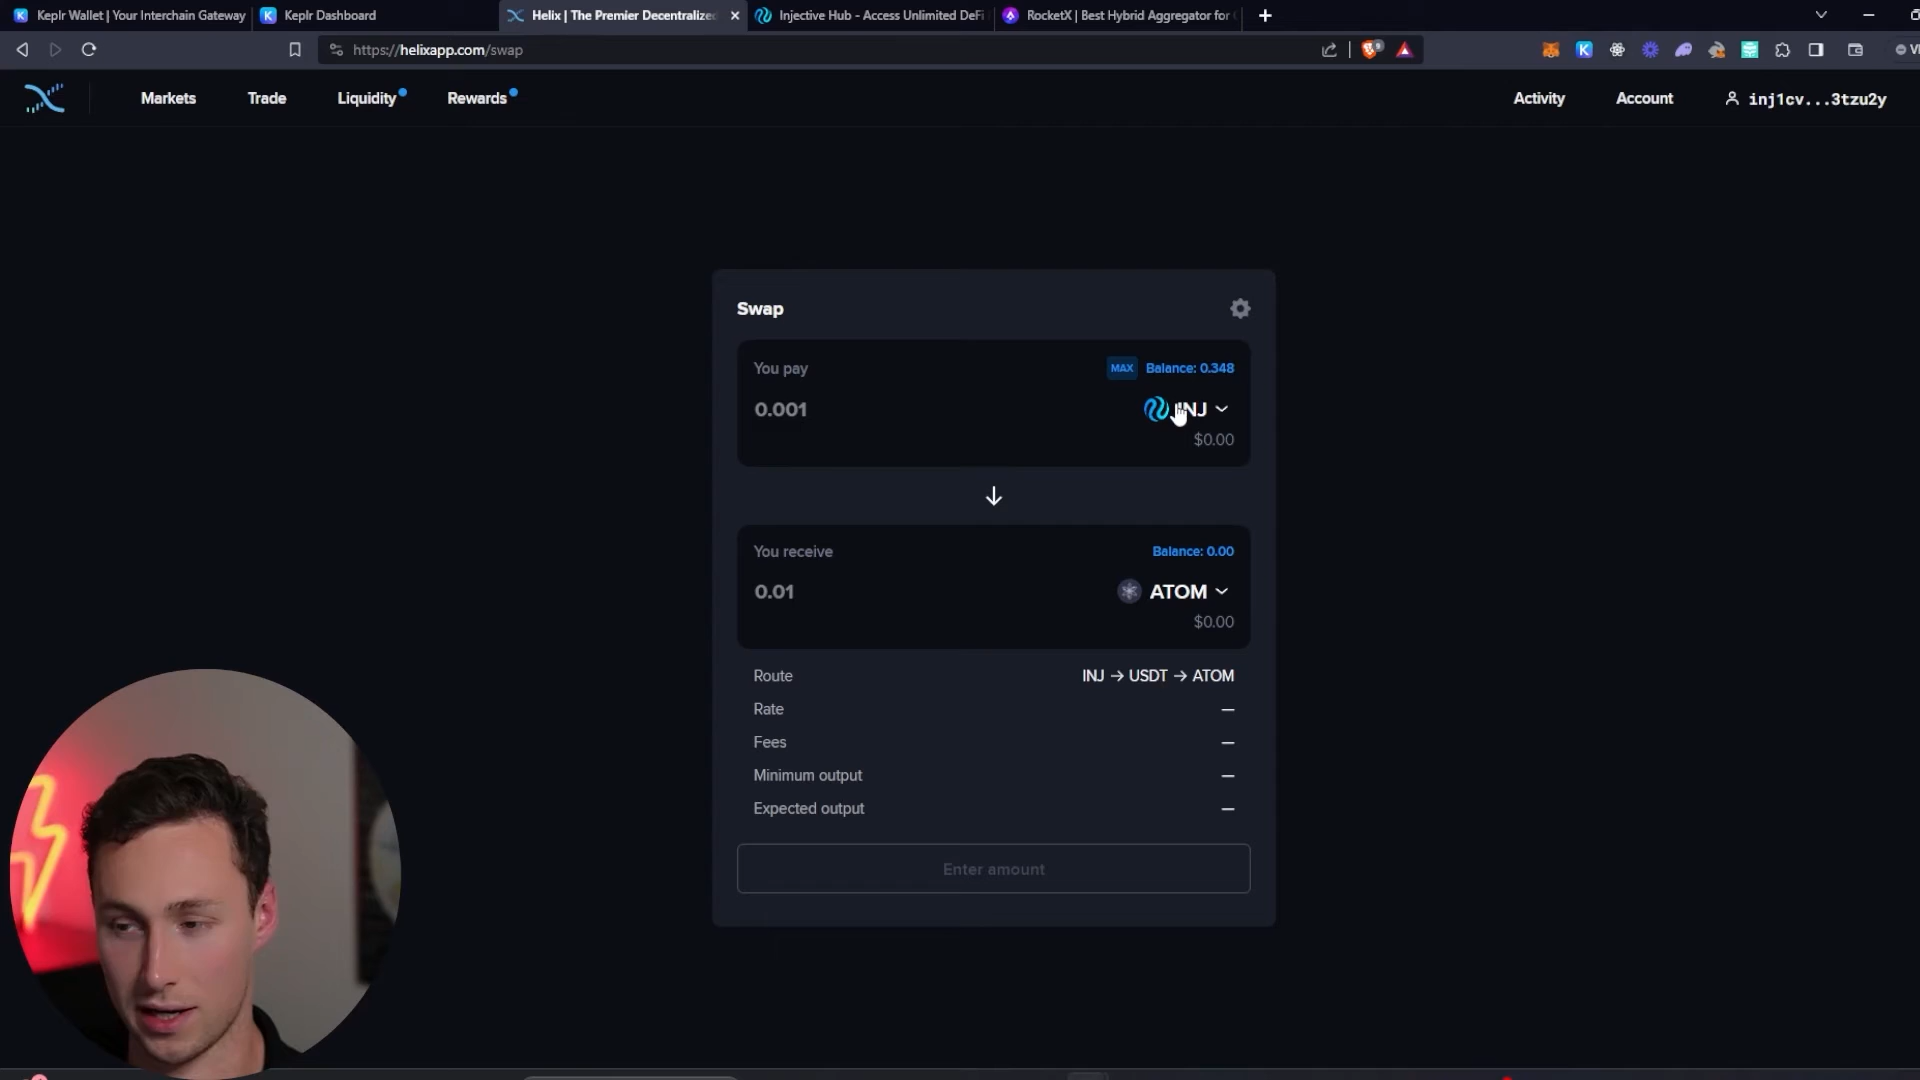 Keplr Wallet | Your Interchain Gateway
Keplr Dashboard
Helix | The Premier Decentralized
Injective Hub - Access Unlimited DeFi
RocketX | Best Hybrid Aggregator for
https://helixapp.com/swap
Markets
Trade
Liquidity
Rewards
Activity
Account
inj1cv...3tzu2y
Swap
You pay
MAX
Balance: 0.348
0.001
INJ
$0.00
You receive
Balance: 0.00
0.01
ATOM
$0.00
Route
INJ → USDT → ATOM
Rate
—
Fees
—
Minimum output
—
Expected output
—
Enter amount